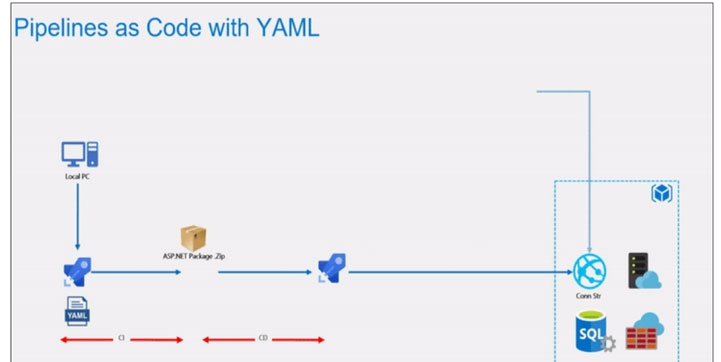 Pipelines as Code with YAML
Local PC
ASP.NET Package .Zip
YAML
Conn Str
SQL
CI
CD